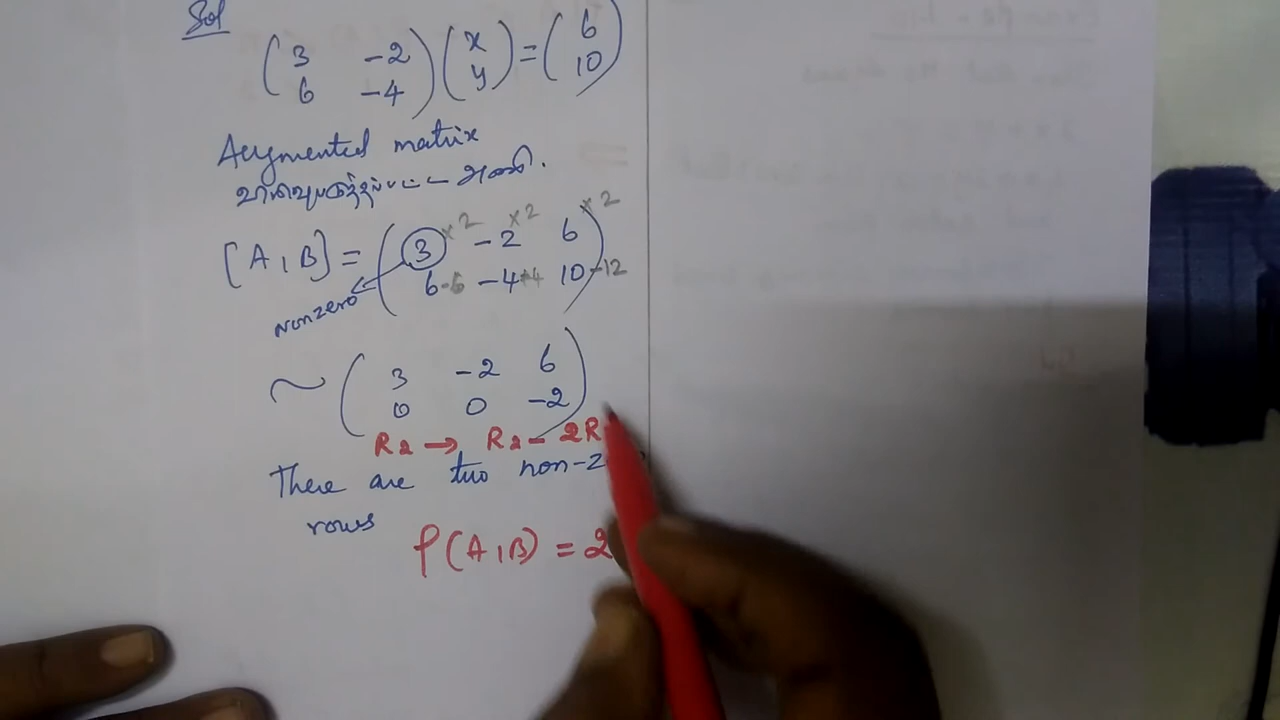 Sol
(3 -2) (x) = (6)
(6 -4) (y) (10)
Augmented matrix
அணி.
[A,B] = (3 ×2 -2 ×2 6 ×2)
(6 -6 -4 +4 10 -12)
nonzero
~ (3 -2 6)
(0 0 -2)
R2 → R2 - 2R
There are two non-z
rows
ρ(A,B) = 2